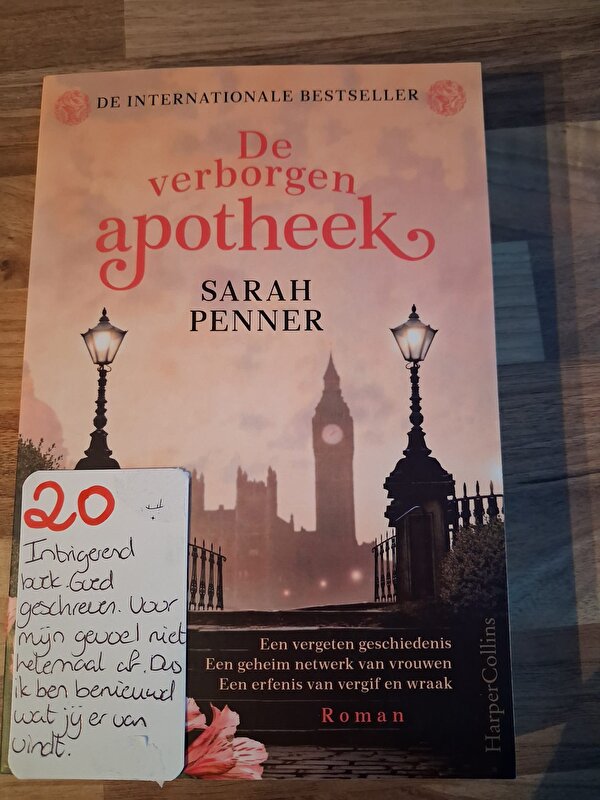 DE INTERNATIONALE BESTSELLER
De
verborgen
apotheek
SARAH
PENNER
20
Intrigerend
boek. Goed
geschreven. Voor
mijn gevoel niet
helemaal af. Dus
ik ben benieuwd
wat jij er van
vindt.
Een vergeten geschiedenis
Een geheim netwerk van vrouwen
Een erfenis van vergif en wraak
Roman
HarperCollins